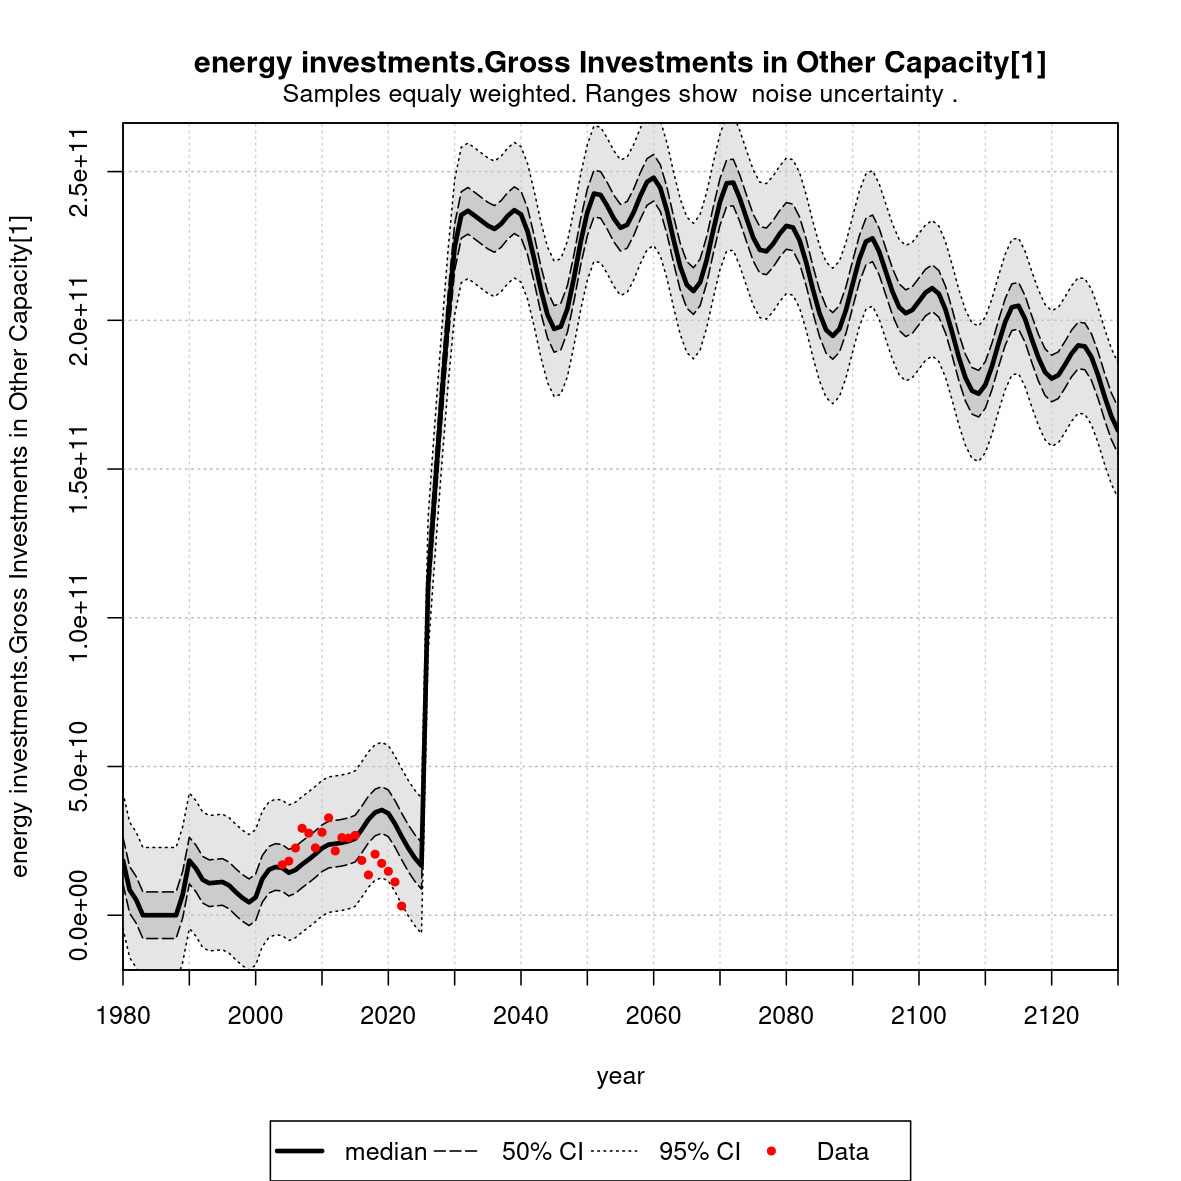 energy investments.Gross Investments in Other Capacity[1]
Samples equaly weighted. Ranges show  noise uncertainty .
energy investments.Gross Investments in Other Capacity[1]
2.5e+11
2.0e+11
1.5e+11
1.0e+11
5.0e+10
0.0e+00
1980 2000 2020 2040 2060 2080 2100 2120
year
median 50% CI 95% CI Data